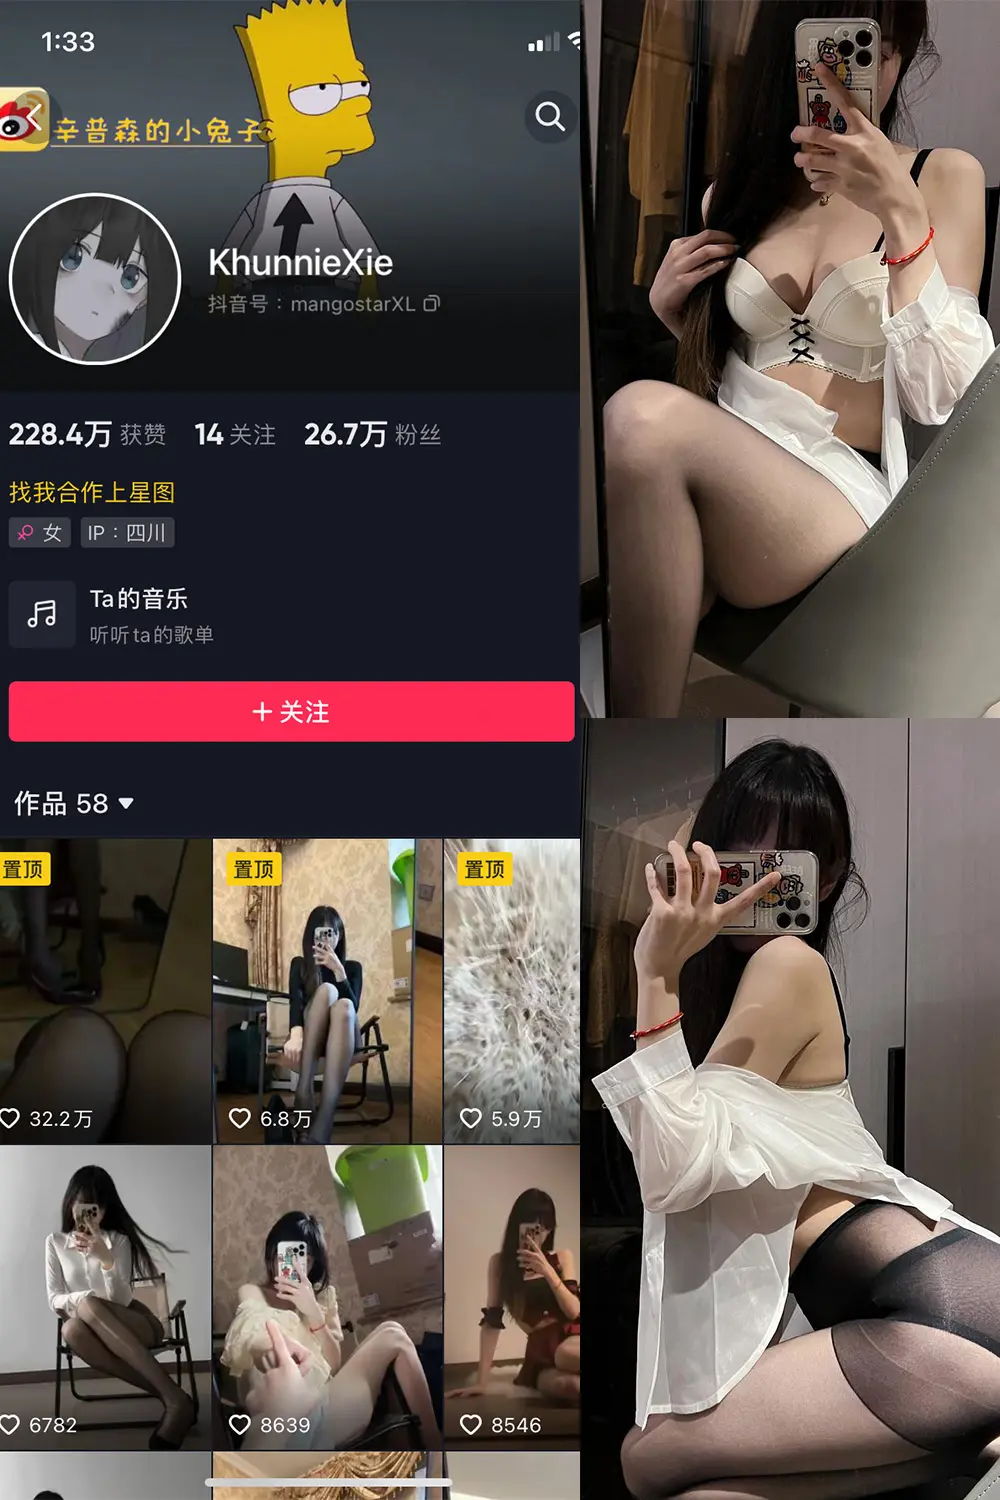 1:33
辛普森的小兔子
KhunnieXie
抖音号：mangostarXL
228.4万 获赞 14 关注 26.7万 粉丝
找我合作上星图
女 IP：四川
Ta的音乐
听听ta的歌单
+ 关注
作品 58
置顶 置顶 置顶
32.2万 6.8万 5.9万
6782 8639 8546